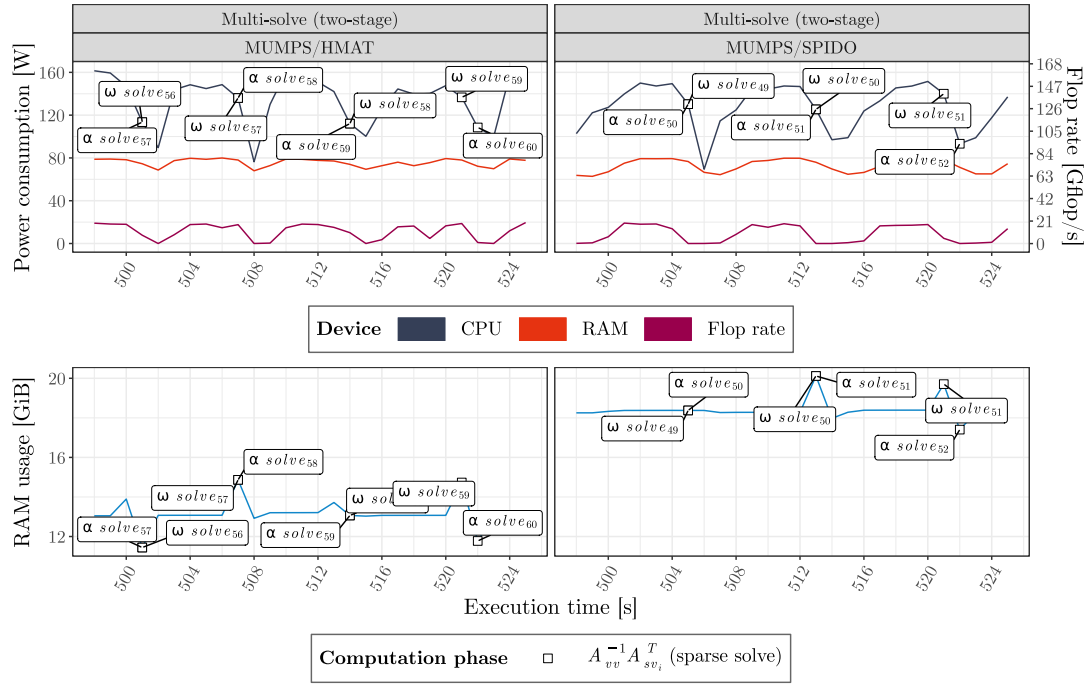 Multi-solve (two-stage)
Multi-solve (two-stage)
MUMPS/HMAT
MUMPS/SPIDO
Power consumption [W]
160
120
80
40
0
ω solve₅₆
α solve₅₇
α solve₅₈
ω solve₅₇
ω solve₅₈
α solve₅₉
ω solve₅₉
α solve₆₀
ω solve₄₉
α solve₅₀
ω solve₅₀
α solve₅₁
ω solve₅₁
α solve₅₂
168
147
126
105
84
63
42
21
0
Flop rate [Gflop/s]
500 504 508 512 516 520 524
500 504 508 512 516 520 524
Device CPU RAM Flop rate
RAM usage [GiB]
20
16
12
α solve₅₈
ω solve₅₇
α solve₅₇
ω solve₅₆
ω
α solve₅₉
ω solve₅₉
α solve₆₀
α solve₅₀
ω solve₄₉
α solve₅₁
ω solve₅₀
ω solve₅₁
α solve₅₂
500 504 508 512 516 520 524
500 504 508 512 516 520 524
Execution time [s]
Computation phase A_{vv}^{-1} A_{sv_i}^{T} (sparse solve)